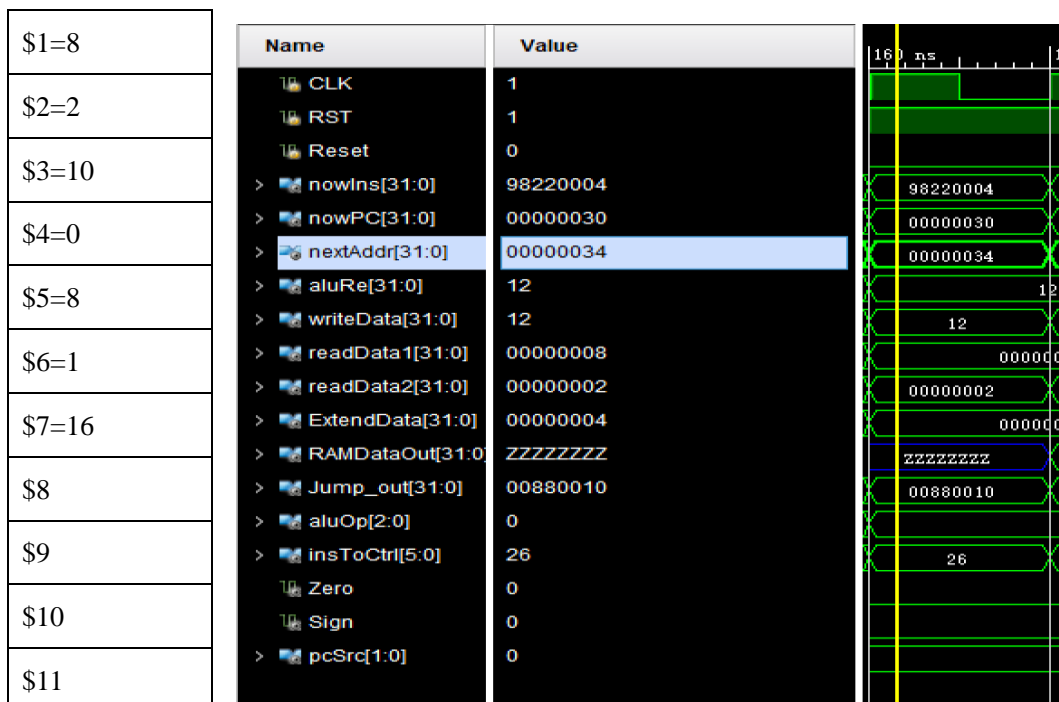 $1=8
$2=2
$3=10
$4=0
$5=8
$6=1
$7=16
$8
$9
$10
$11
Name Value
CLK 1
RST 1
Reset 0
> nowIns[31:0] 98220004
> nowPC[31:0] 00000030
> nextAddr[31:0] 00000034
> aluRe[31:0] 12
> writeData[31:0] 12
> readData1[31:0] 00000008
> readData2[31:0] 00000002
> ExtendData[31:0] 00000004
> RAMDataOut[31:0] ZZZZZZZZ
> Jump_out[31:0] 00880010
> aluOp[2:0] 0
> insToCtrl[5:0] 26
Zero 0
Sign 0
> pcSrc[1:0] 0
160 ns
98220004
00000030
00000034
12
12
000000
00000002
00000
ZZZZZZZZ
00880010
26